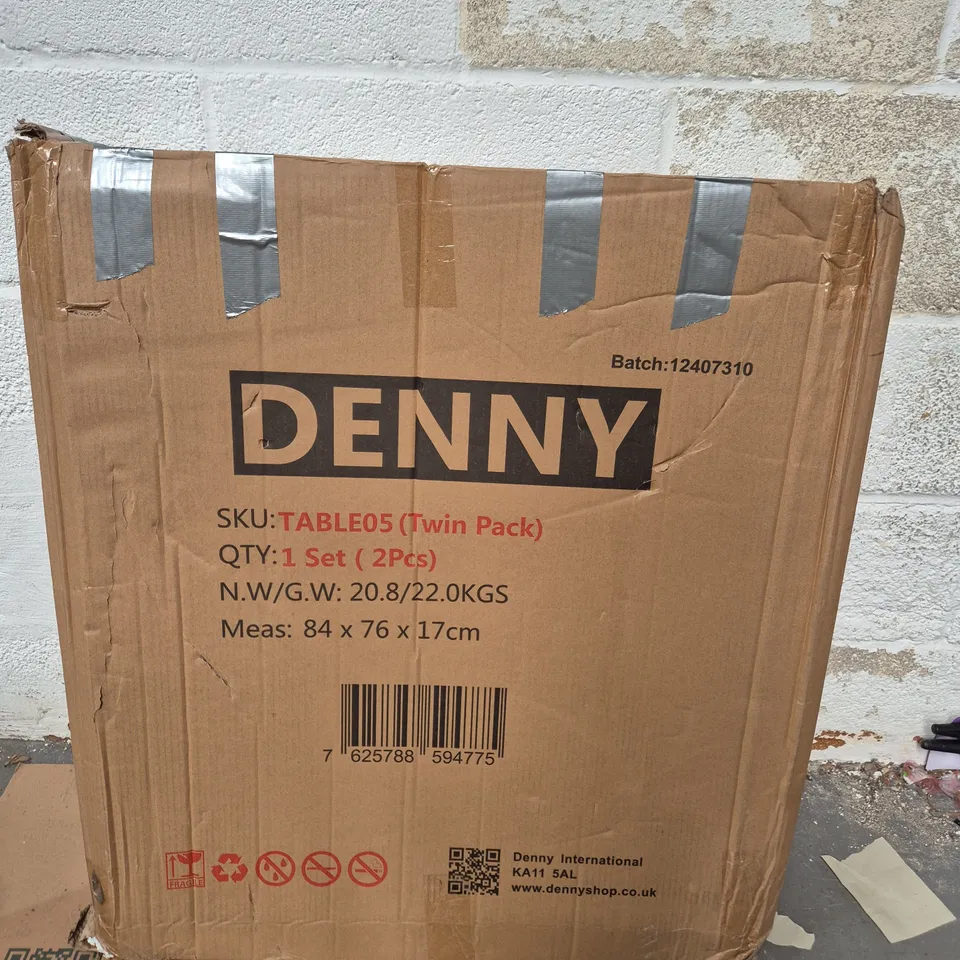 Batch:12407310
DENNY
SKU: TABLE05 (Twin Pack)
QTY: 1 Set ( 2Pcs)
N.W/G.W: 20.8/22.0KGS
Meas: 84 x 76 x 17cm
7 625788 594775
FRAGILE
Denny International
KA11 5AL
www.dennyshop.co.uk